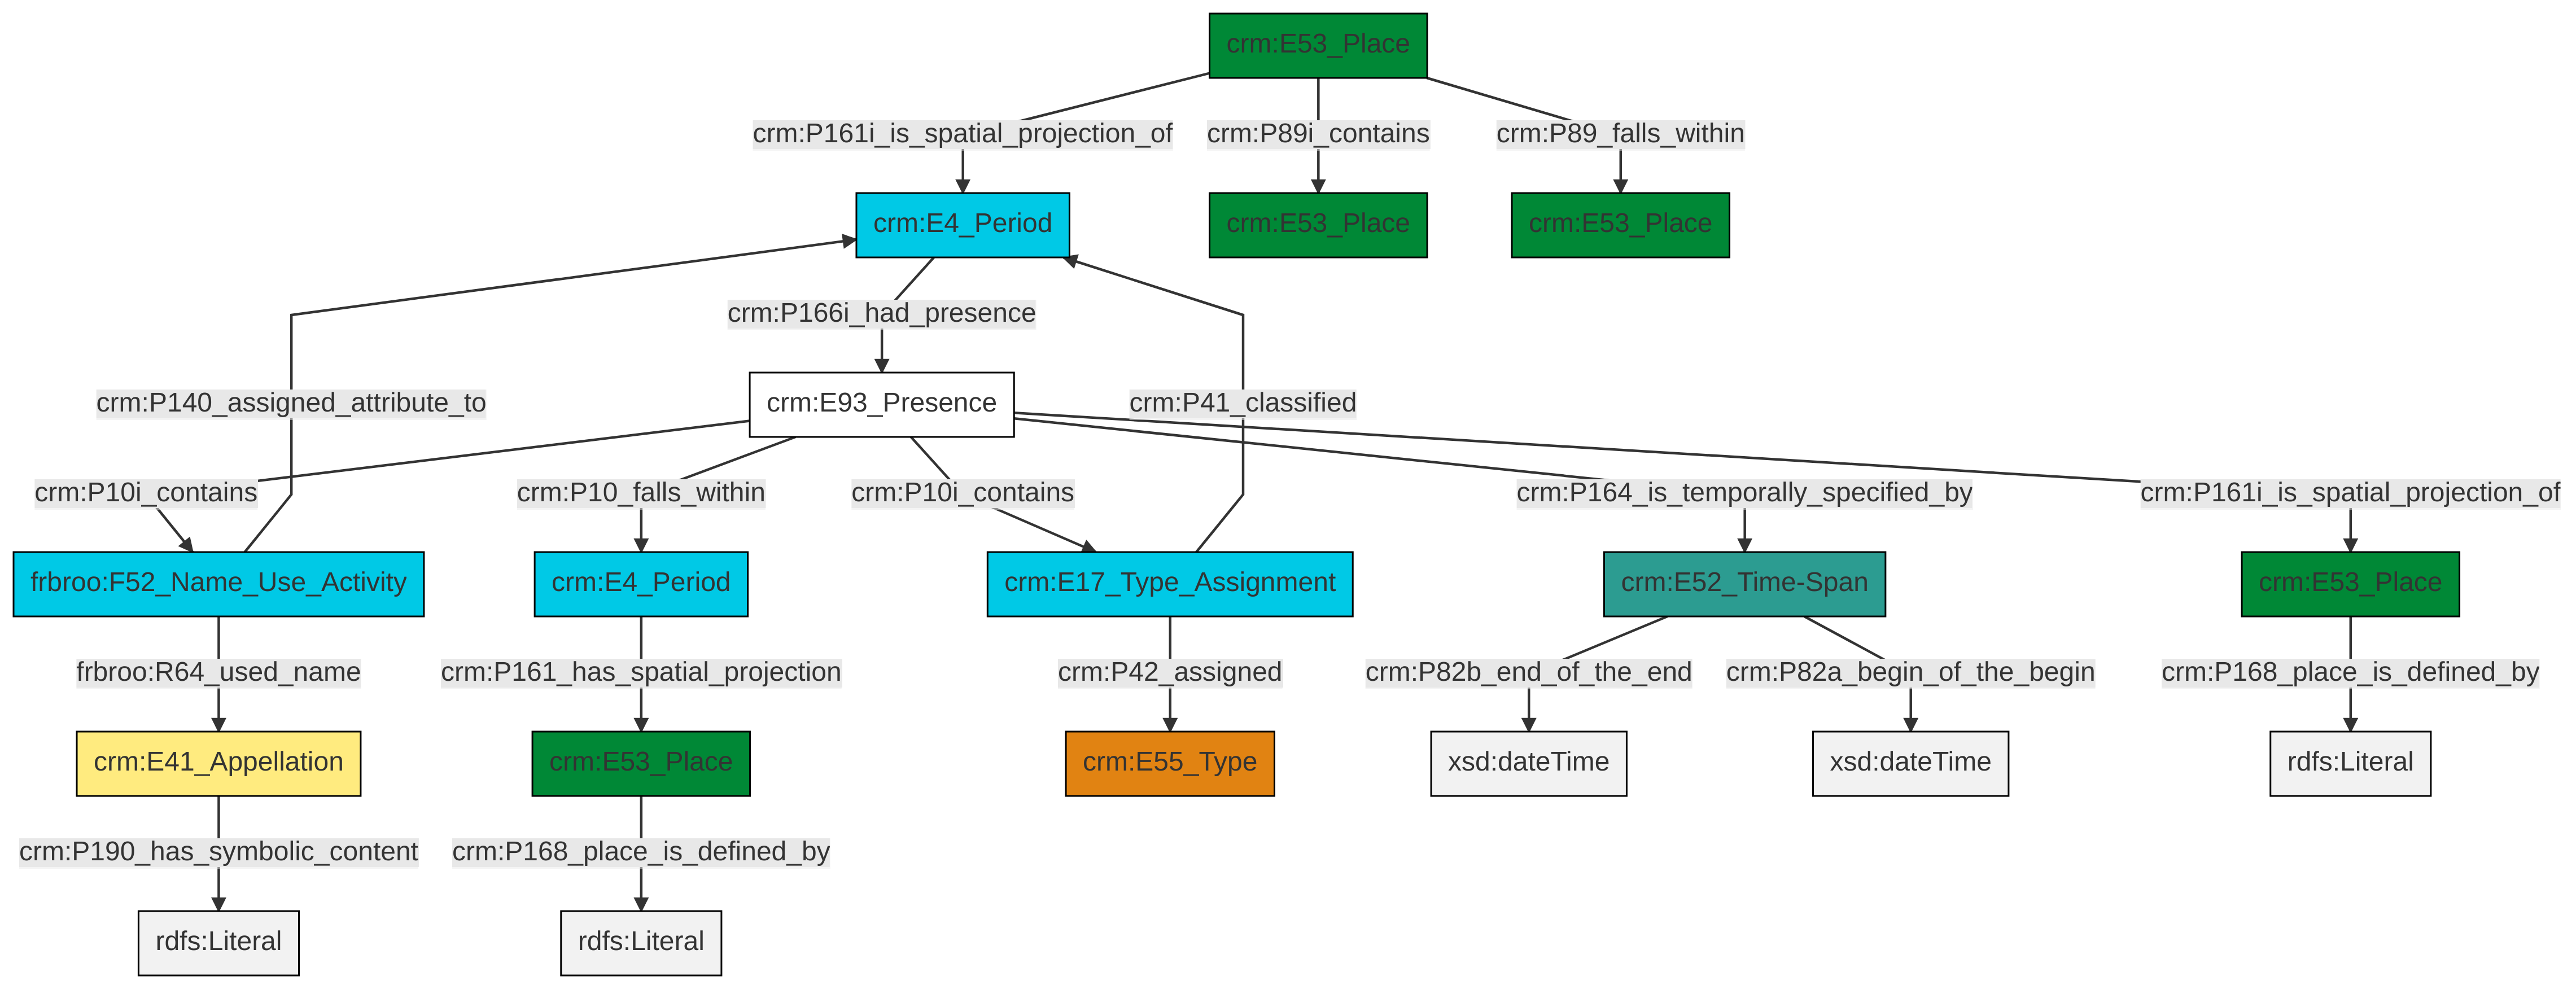 crm:E53_Place
crm:P161i_is_spatial_projection_of
crm:P89i_contains
crm:P89_falls_within
crm:E4_Period
crm:E53_Place
crm:E53_Place
crm:P166i_had_presence
crm:P140_assigned_attribute_to
crm:E93_Presence
crm:P41_classified
crm:P10i_contains
crm:P10_falls_within
crm:P10i_contains
crm:P164_is_temporally_specified_by
crm:P161i_is_spatial_projection_of
frbroo:F52_Name_Use_Activity
crm:E4_Period
crm:E17_Type_Assignment
crm:E52_Time-Span
crm:E53_Place
frbroo:R64_used_name
crm:P161_has_spatial_projection
crm:P42_assigned
crm:P82b_end_of_the_end
crm:P82a_begin_of_the_begin
crm:P168_place_is_defined_by
crm:E41_Appellation
crm:E53_Place
crm:E55_Type
xsd:dateTime
xsd:dateTime
rdfs:Literal
crm:P190_has_symbolic_content
crm:P168_place_is_defined_by
rdfs:Literal
rdfs:Literal